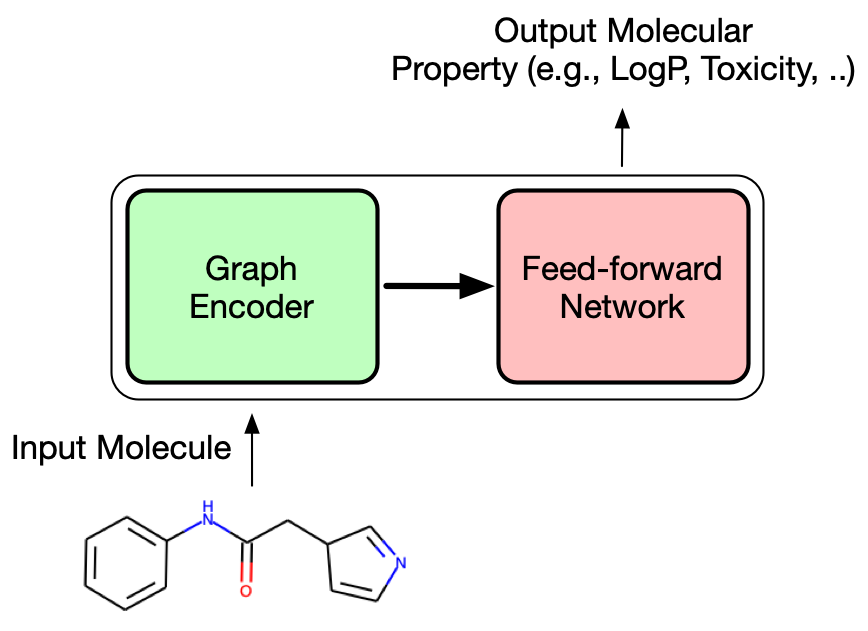 Output Molecular
Property (e.g., LogP, Toxicity, ..)
Graph
Encoder
Feed-forward
Network
Input Molecule
H
N
N
O